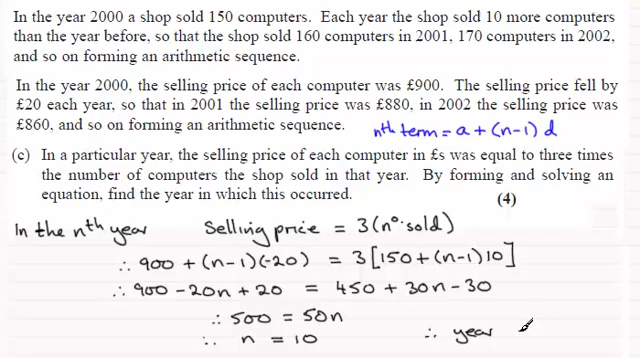 In the year 2000 a shop sold 150 computers. Each year the shop sold 10 more computers
than the year before, so that the shop sold 160 computers in 2001, 170 computers in 2002,
and so on forming an arithmetic sequence.
In the year 2000, the selling price of each computer was £900. The selling price fell by
£20 each year, so that in 2001 the selling price was £880, in 2002 the selling price was
£860, and so on forming an arithmetic sequence.
nth term = a + (n-1) d
(c) In a particular year, the selling price of each computer in £s was equal to three times
the number of computers the shop sold in that year. By forming and solving an
equation, find the year in which this occurred.
(4)
In the nth year Selling price = 3(no. sold)
∴ 900 + (n-1)(-20) = 3[150+(n-1)10]
∴ 900 - 20n + 20 = 450 + 30n - 30
∴ 500 = 50n
∴ n = 10 ∴ year